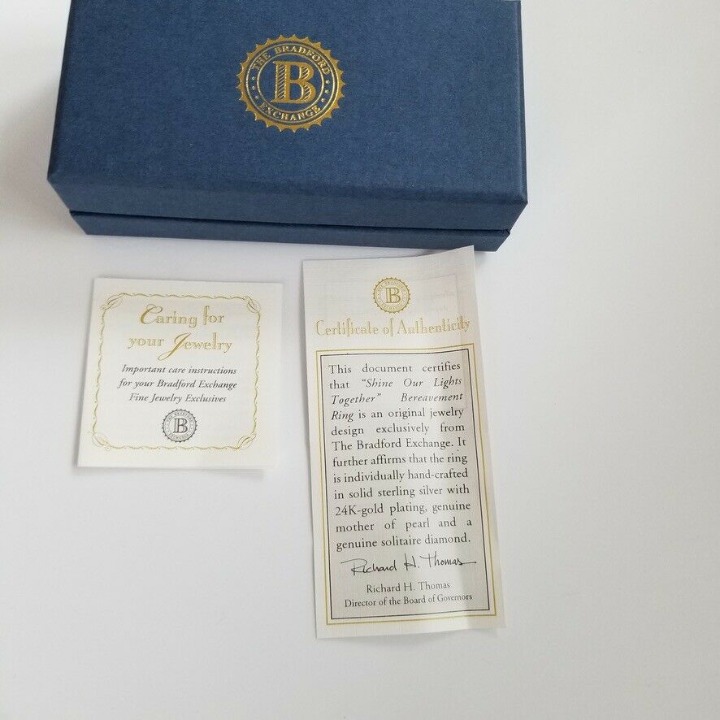 THE BRADFORD
B
EXCHANGE
Caring for
your Jewelry
Important care instructions
for your Bradford Exchange
Fine Jewelry Exclusives
B
B
Certificate of Authenticity
This document certifies
that "Shine Our Lights
Together" Bereavement
Ring is an original jewelry
design exclusively from
The Bradford Exchange. It
further affirms that the ring
is individually hand-crafted
in solid sterling silver with
24K-gold plating, genuine
mother of pearl and a
genuine solitaire diamond.
Richard H. Thomas
Richard H. Thomas
Director of the Board of Governors